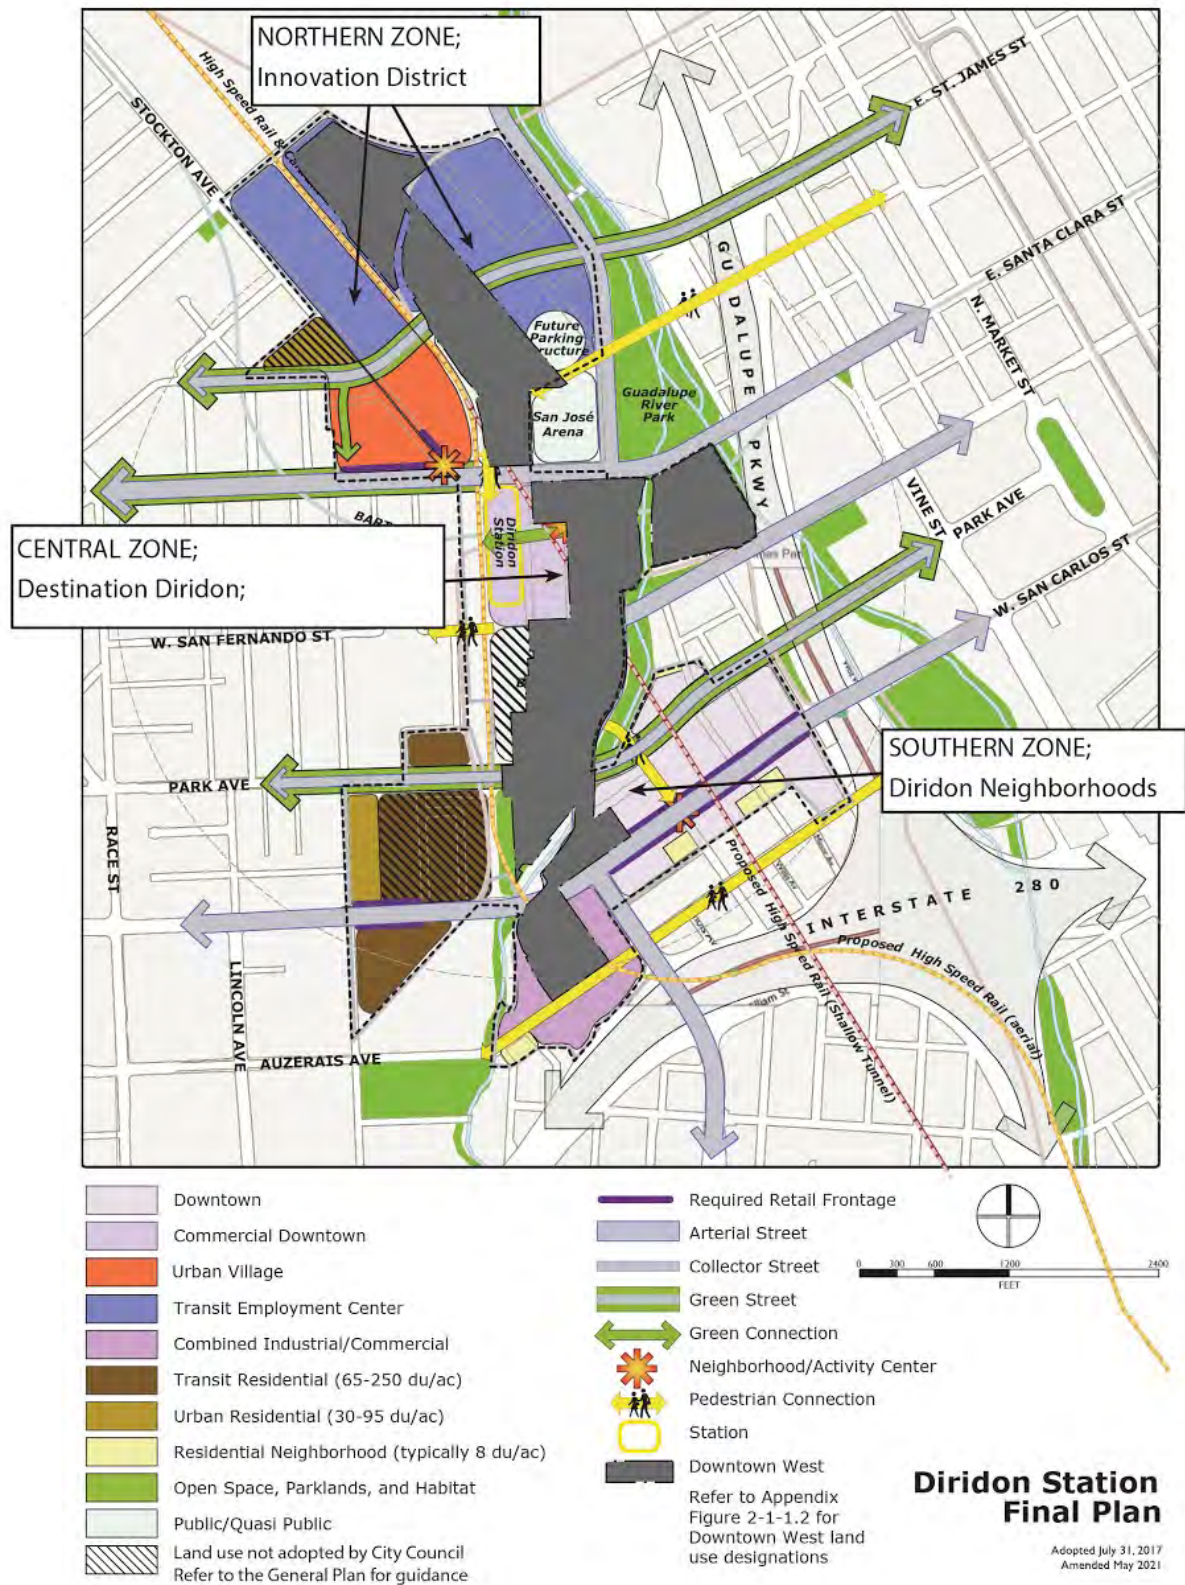 NORTHERN ZONE;
Innovation District
High Speed Rail &
STOCKTON AVE
E. ST. JAMES ST
E. SANTA CLARA ST
N. MARKET ST
GUADALUPE PKWY
Future
Parking
Structure
San José
Arena
Guadalupe
River
Park
Diridon
Station
CENTRAL ZONE;
Destination Diridon;
VINE ST
PARK AVE
W. SAN CARLOS ST
W. SAN FERNANDO ST
PARK AVE
RACE ST
LINCOLN AVE
AUZERAIS AVE
SOUTHERN ZONE;
Diridon Neighborhoods
INTERSTATE 280
Proposed High Speed Rail (Shallow Tunnel)
Proposed High Speed Rail (aerial)
Downtown
Commercial Downtown
Urban Village
Transit Employment Center
Combined Industrial/Commercial
Transit Residential (65-250 du/ac)
Urban Residential (30-95 du/ac)
Residential Neighborhood (typically 8 du/ac)
Open Space, Parklands, and Habitat
Public/Quasi Public
Land use not adopted by City Council
Refer to the General Plan for guidance
Required Retail Frontage
Arterial Street
Collector Street
Green Street
Green Connection
Neighborhood/Activity Center
Pedestrian Connection
Station
Downtown West
Refer to Appendix
Figure 2-1-1.2 for
Downtown West land
use designations
0 300 600 1200 2400
FEET
Diridon Station
Final Plan
Adopted July 31, 2017
Amended May 2021